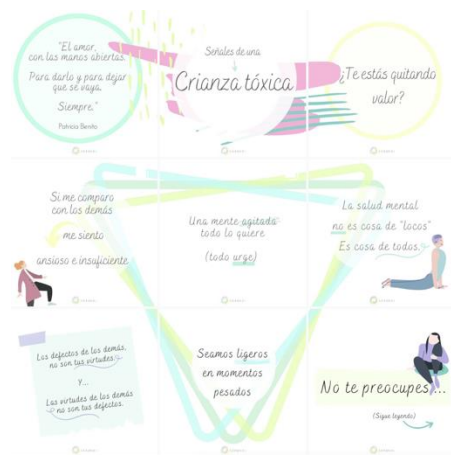 "El amor,
con las manos abiertas.
Para darlo y para dejar
que se vaya,
Siempre."
Patricia Benito
Señales de una
Crianza tóxica
¿Te estás quitando
valor?
Si me comparo
con los demás
me siento
ansioso e insuficiente
Una mente agitada
todo lo quiere
(todo urge)
La salud mental
no es cosa de "locos"
Es cosa de todos.
Los defectos de los demás,
no son tus virtudes
Y...
Las virtudes de los demás
no son tus defectos.
Seamos ligeros
en momentos
pesados
No te preocupes,...
(Sigue leyendo)